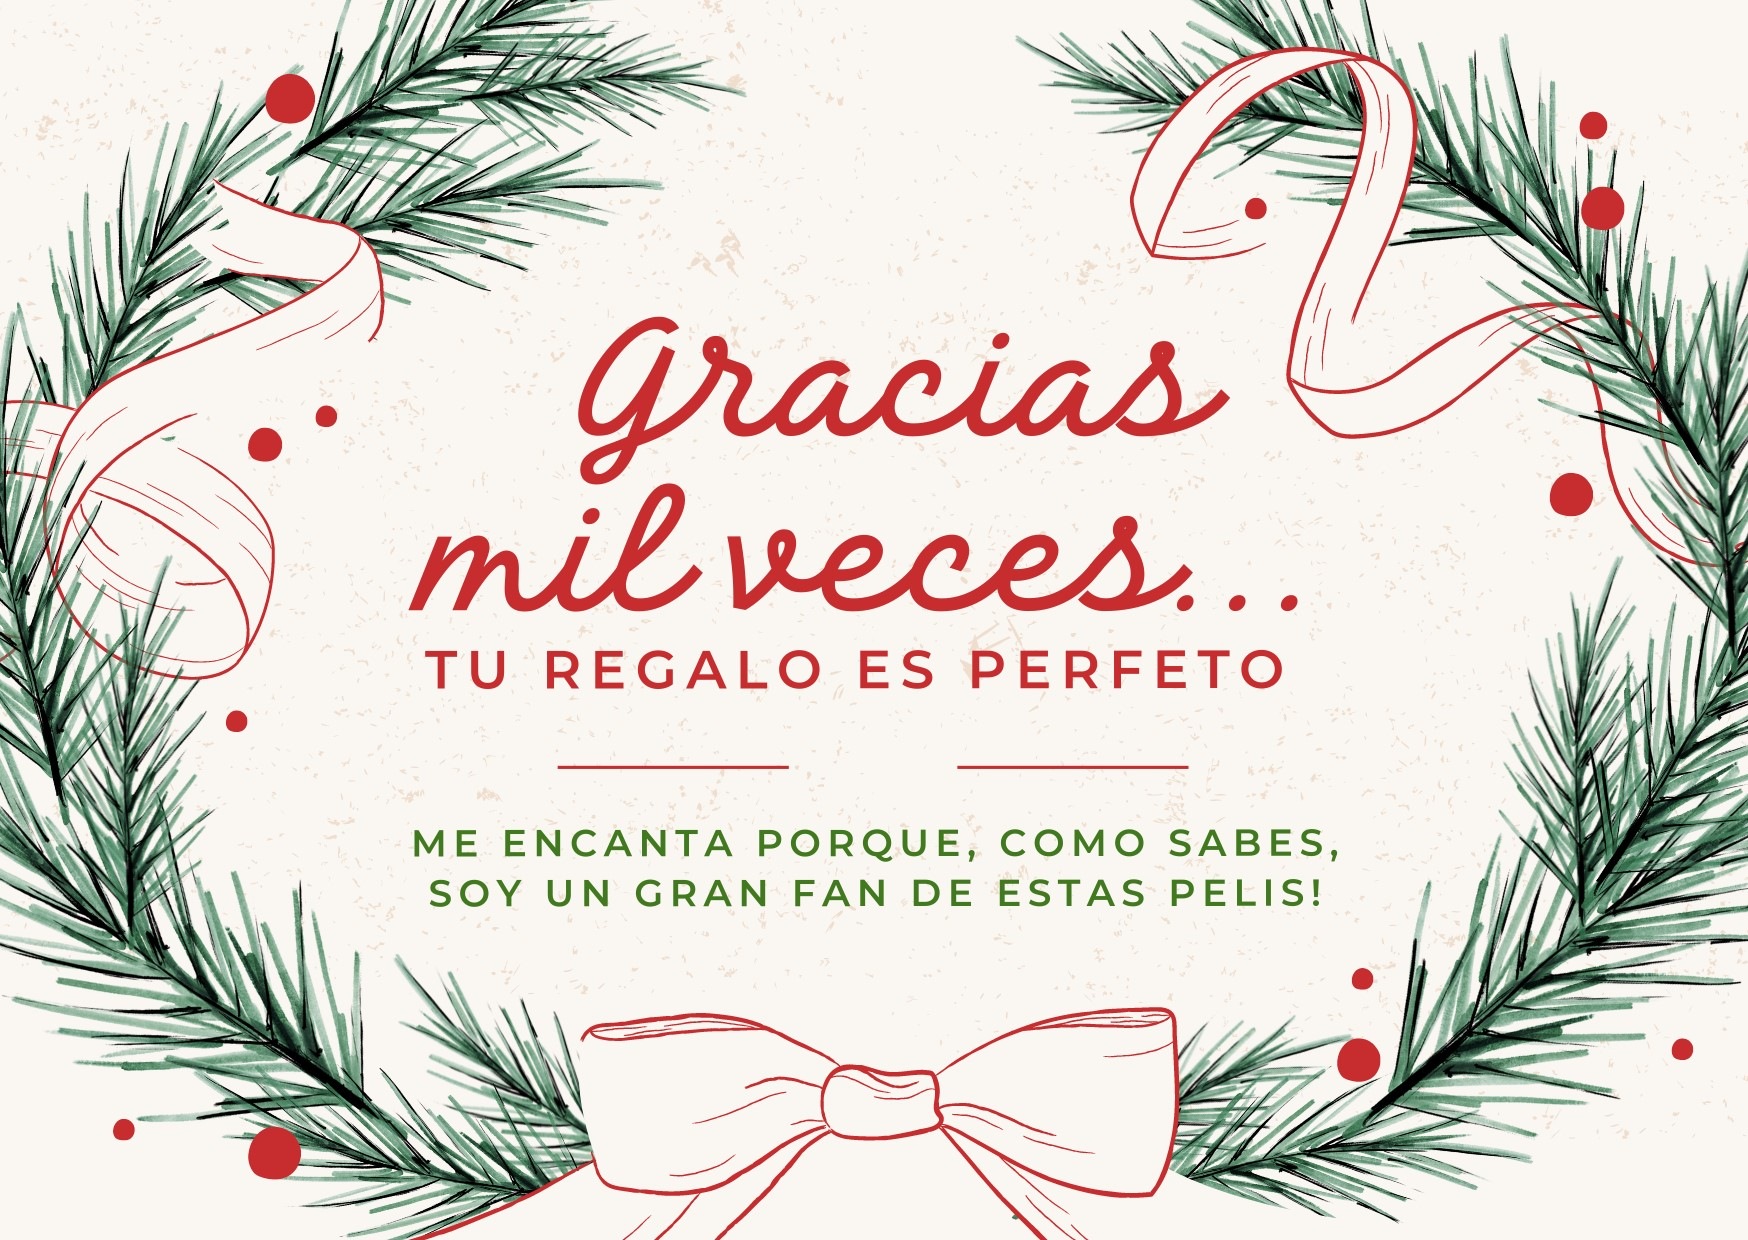 Gracias
mil veces...
TU REGALO ES PERFETO
ME ENCANTA PORQUE, COMO SABES,
SOY UN GRAN FAN DE ESTAS PELIS!